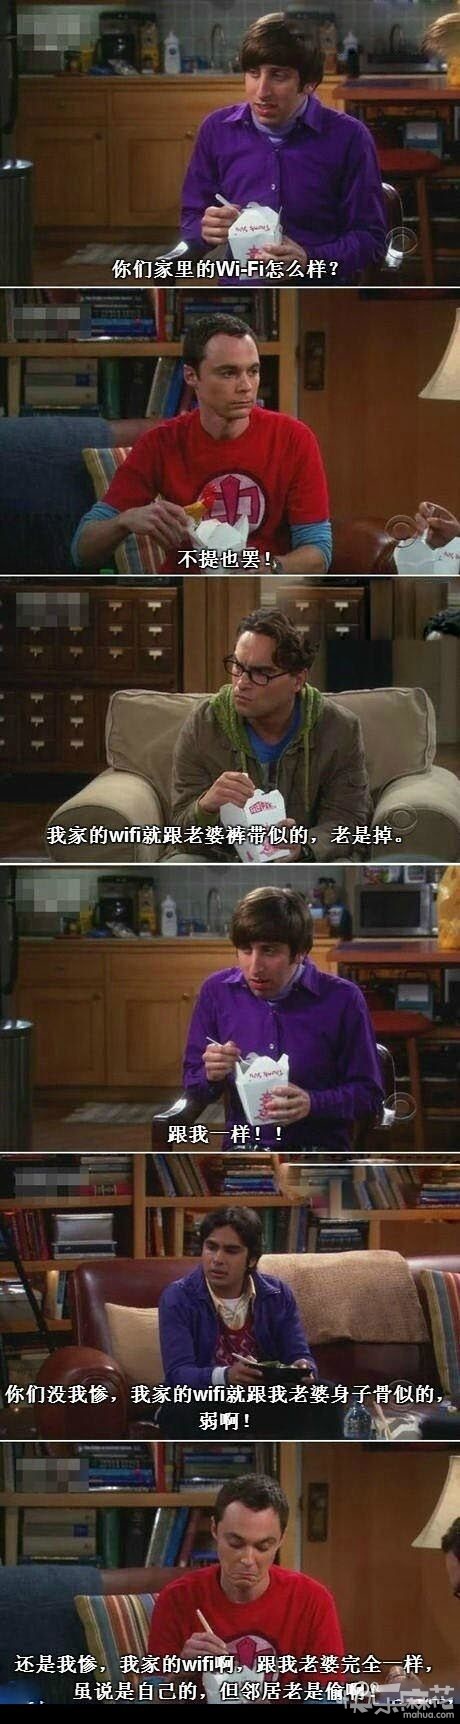 你们家里的Wi-Fi怎么样？
不提也罢！
我家的wifi就跟老婆裤带似的，老是掉。
跟我一样！！
你们没我惨，我家的wifi就跟我老婆身子骨似的，
弱啊！
还是我惨，我家的wifi啊，跟我老婆完全一样，
虽说是自己的，但邻居老是偷啊
mahua.com